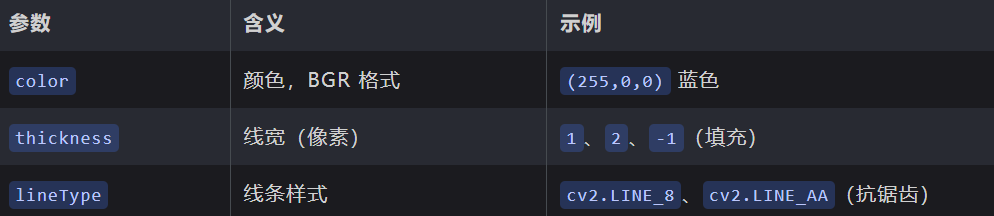 参数 含义 示例
color 颜色，BGR 格式 (255,0,0) 蓝色
thickness 线宽（像素） 1、2、-1（填充）
lineType 线条样式 cv2.LINE_8、cv2.LINE_AA（抗锯齿）